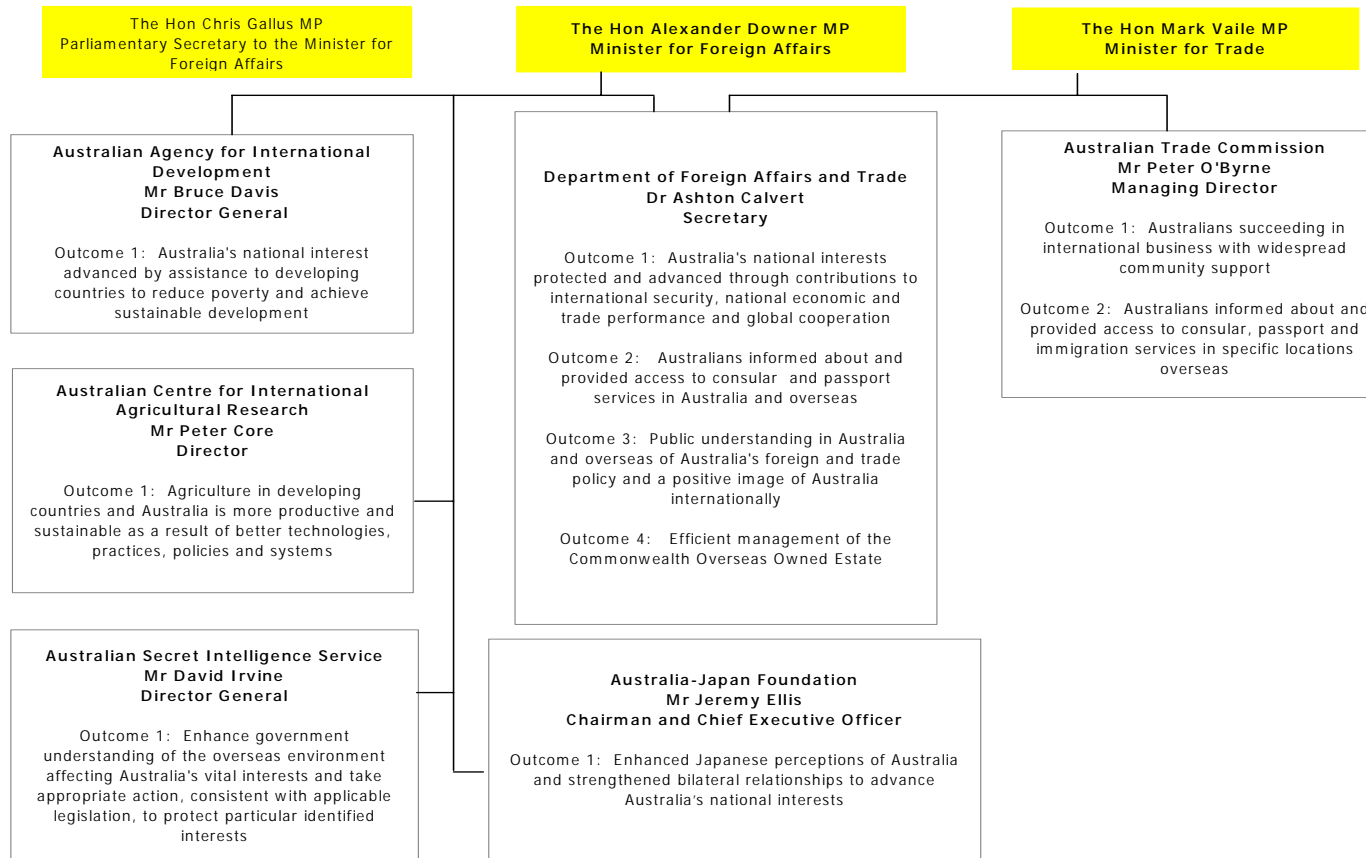 The Hon Chris Gallus MP
Parliamentary Secretary to the Minister for
Foreign Affairs
The Hon Alexander Downer MP
Minister for Foreign Affairs
The Hon Mark Vaile MP
Minister for Trade
Australian Agency for International
Development
Mr Bruce Davis
Director General
Outcome 1: Australia's national interest
advanced by assistance to developing
countries to reduce poverty and achieve
sustainable development
Department of Foreign Affairs and Trade
Dr Ashton Calvert
Secretary
Outcome 1: Australia's national interests
protected and advanced through contributions to
international security, national economic and
trade performance and global cooperation
Outcome 2: Australians informed about and
provided access to consular and passport
services in Australia and overseas
Outcome 3: Public understanding in Australia
and overseas of Australia's foreign and trade
policy and a positive image of Australia
internationally
Outcome 4: Efficient management of the
Commonwealth Overseas Owned Estate
Australian Trade Commission
Mr Peter O'Byrne
Managing Director
Outcome 1: Australians succeeding in
international business with widespread
community support
Outcome 2: Australians informed about and
provided access to consular, passport and
immigration services in specific locations
overseas
Australian Centre for International
Agricultural Research
Mr Peter Core
Director
Outcome 1: Agriculture in developing
countries and Australia is more productive and
sustainable as a result of better technologies,
practices, policies and systems
Australian Secret Intelligence Service
Mr David Irvine
Director General
Outcome 1: Enhance government
understanding of the overseas environment
affecting Australia's vital interests and take
appropriate action, consistent with applicable
legislation, to protect particular identified
interests
Australia-Japan Foundation
Mr Jeremy Ellis
Chairman and Chief Executive Officer
Outcome 1: Enhanced Japanese perceptions of Australia
and strengthened bilateral relationships to advance
Australia's national interests